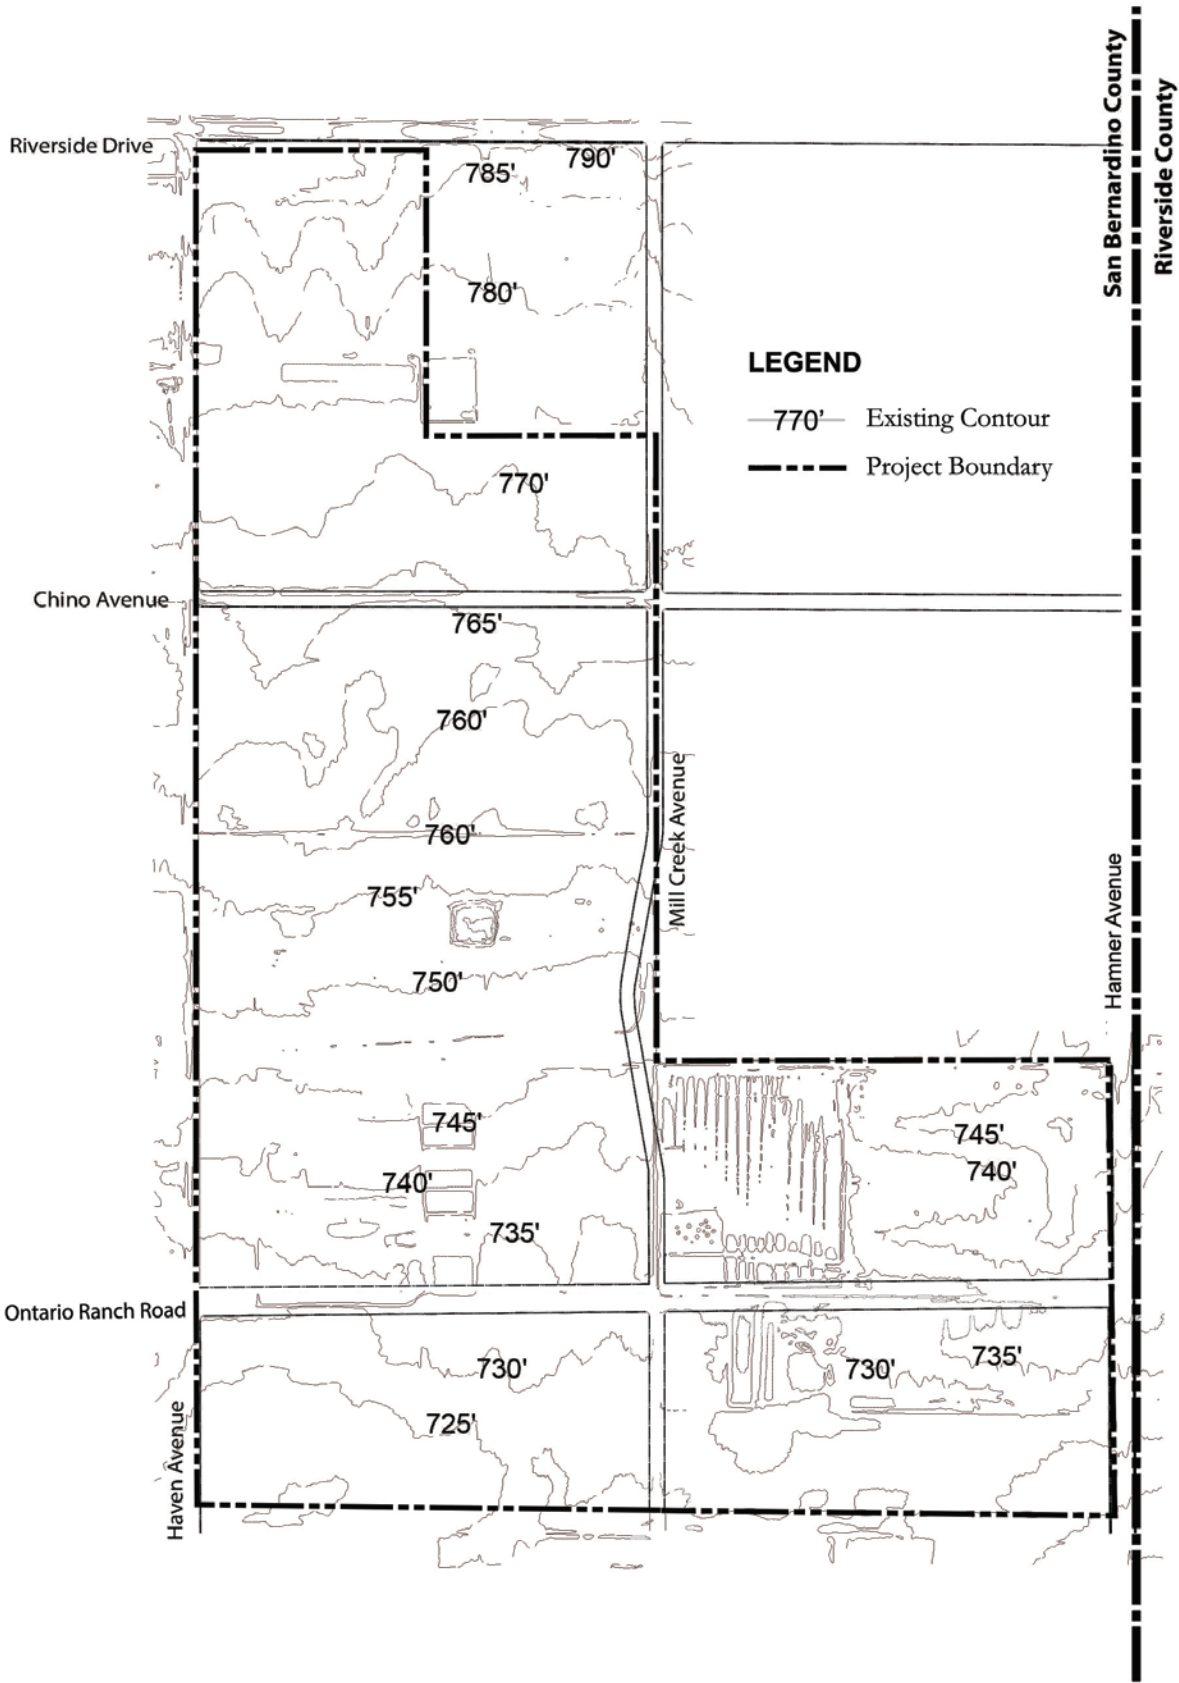 San Bernardino County
Riverside County
Riverside Drive
790'
785'
780'
LEGEND
770' Existing Contour
Project Boundary
770'
Chino Avenue
765'
760'
Mill Creek Avenue
760'
755'
Hamner Avenue
750'
745'
745'
740'
740'
735'
Ontario Ranch Road
735'
730'
730'
725'
Haven Avenue